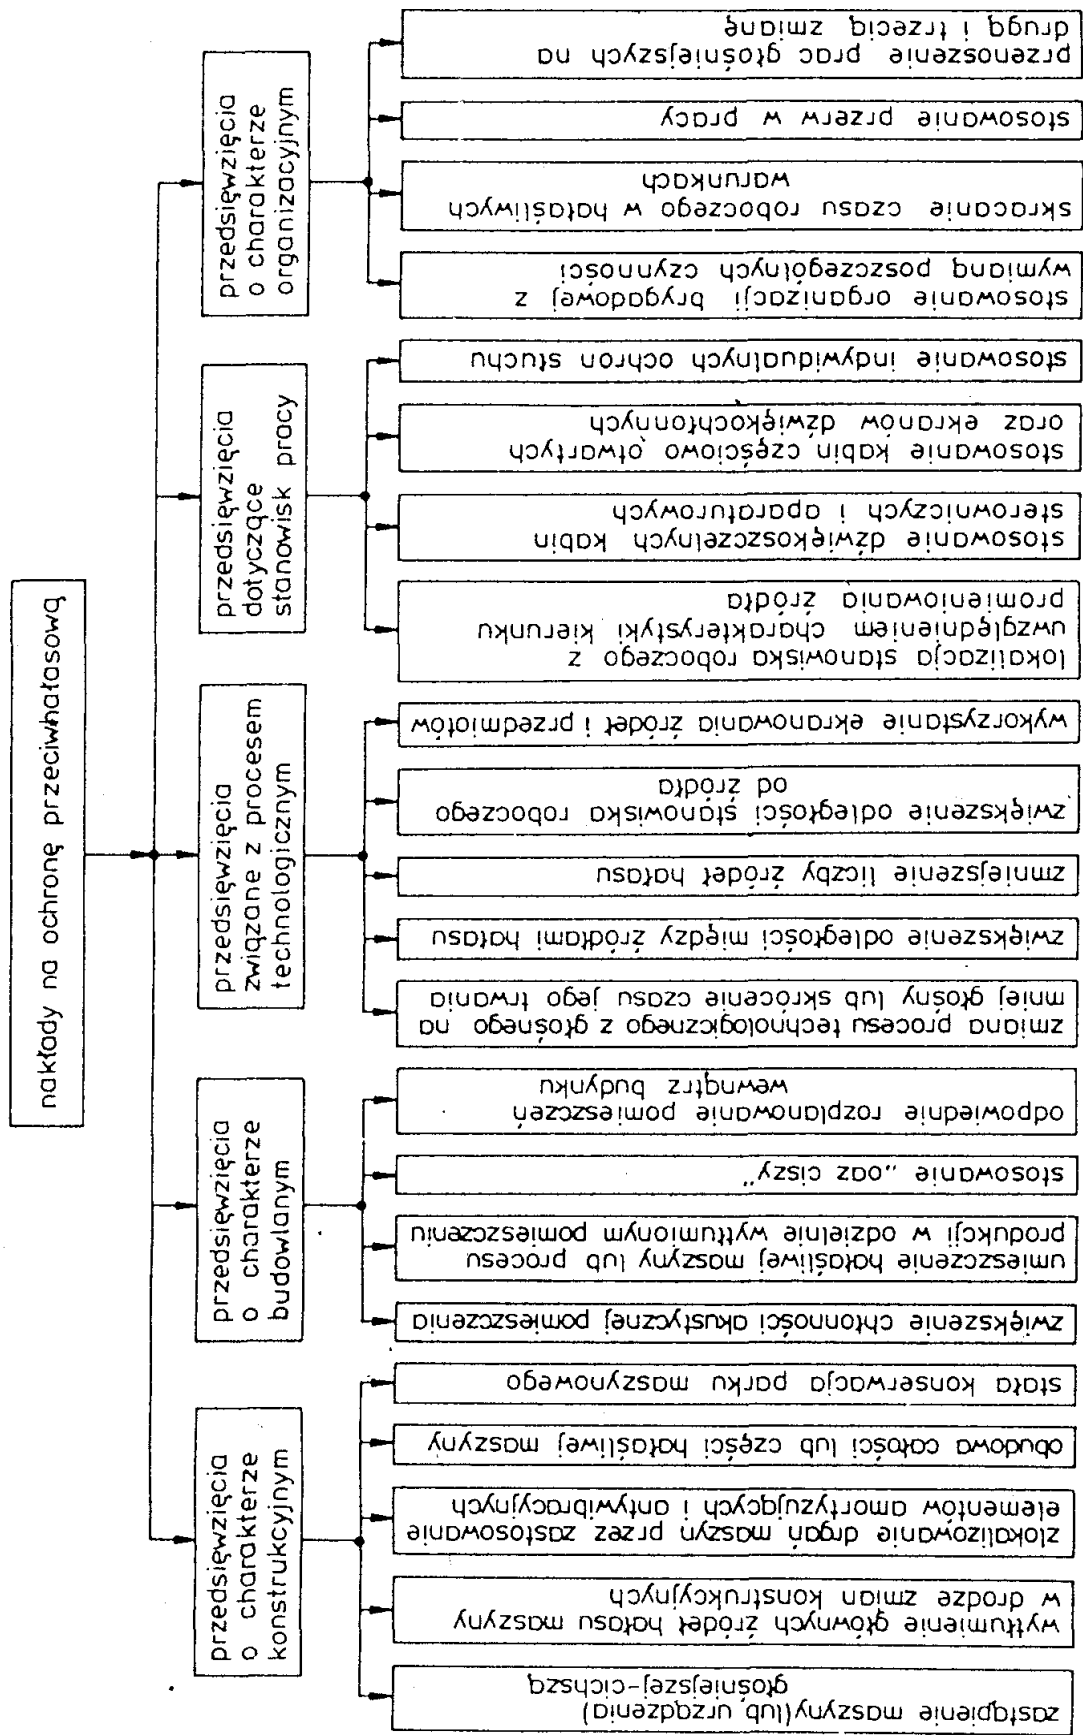 nakłady na ochronę przeciwhałasową
przedsięwzięcia
o charakterze
konstrukcyjnym
przedsięwzięcia
o charakterze
budowlanym
przedsięwzięcia
związane z procesem
technologicznym
przedsięwzięcia
dotyczące
stanowisk pracy
przedsięwzięcia
o charakterze
organizacyjnym
zastąpienie maszyny(lub urządzenia)
głośniejszej-cichszą
wytłumienie głównych źródeł hałasu maszyny
w drodze zmian konstrukcyjnych
zlokalizowanie drgań maszyn przez zastosowanie
elementów amortyzujących i antywibracyjnych
obudowa całości lub części hałaśliwej maszyny
stała konserwacja parku maszynowego
zwiększenie chłonności akustycznej pomieszczenia
umieszczenie hałaśliwej maszyny lub procesu
produkcji w odzielnie wytłumionym pomieszczeniu
stosowanie „oaz ciszy”
odpowiednie rozplanowanie pomieszczeń
wewnątrz budynku
zmiana procesu technologicznego z głośnego na
mniej głośny lub skrócenie czasu jego trwania
zwiększenie odległości między źródłami hałasu
zmniejszenie liczby źródeł hałasu
zwiększenie odległości stanowiska roboczego
od źródła
wykorzystanie ekranowania źródeł i przedmiotów
lokalizacja stanowiska roboczego z
uwzględnieniem charakterystyki kierunku
promieniowania źródła
stosowanie dźwiękoszczelnych kabin
sterowniczych i aparaturowych
stosowanie kabin częściowo otwartych
oraz ekranów dźwiękochłonnych
stosowanie indywidualnych ochron słuchu
stosowanie organizacji brygadowej z
wymianą poszczególnych czynności
skracanie czasu roboczego w hałaśliwych
warunkach
stosowanie przerw w pracy
przenoszenie prac głośniejszych na
drugą i trzecią zmianę